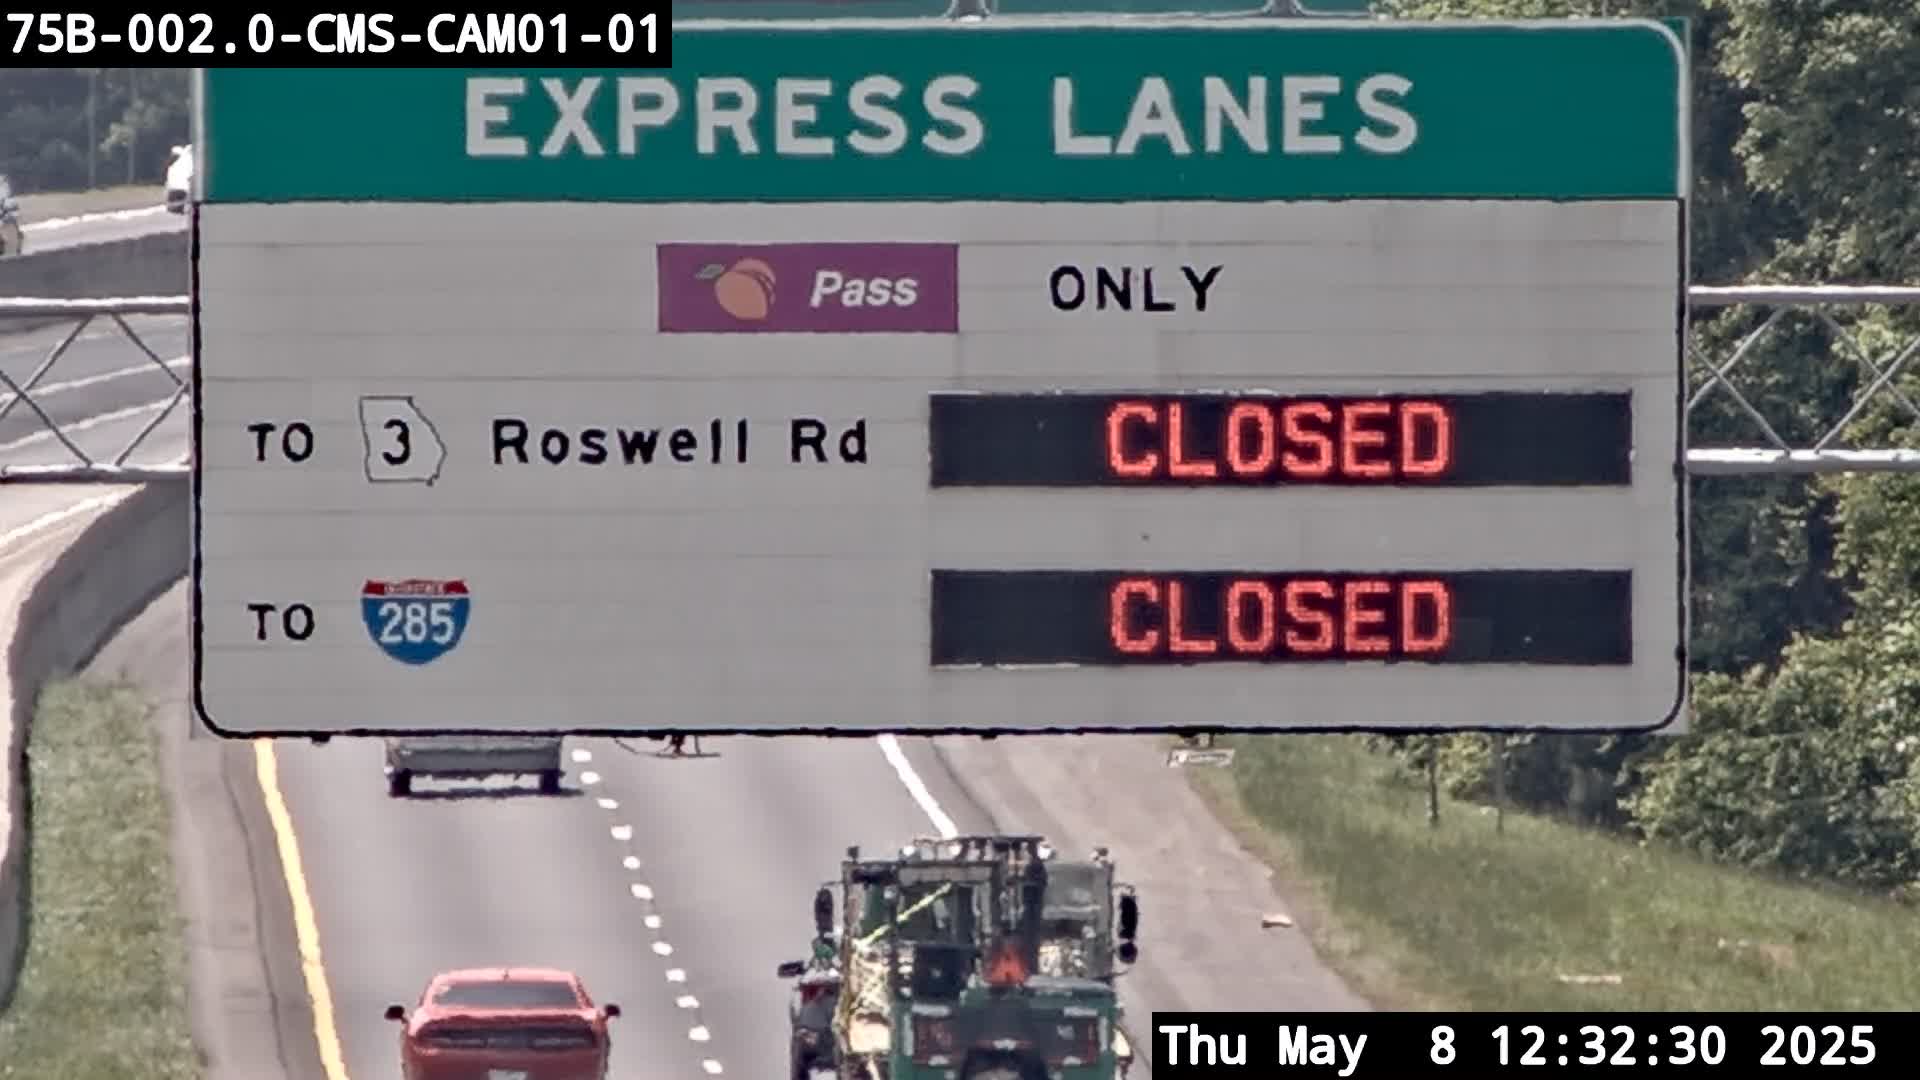 75B-002.0-CMS-CAM01-01
EXPRESS LANES
Pass ONLY
TO 3 Roswell Rd CLOSED
TO INTERSTATE 285 CLOSED
Thu May 8 12:32:30 2025